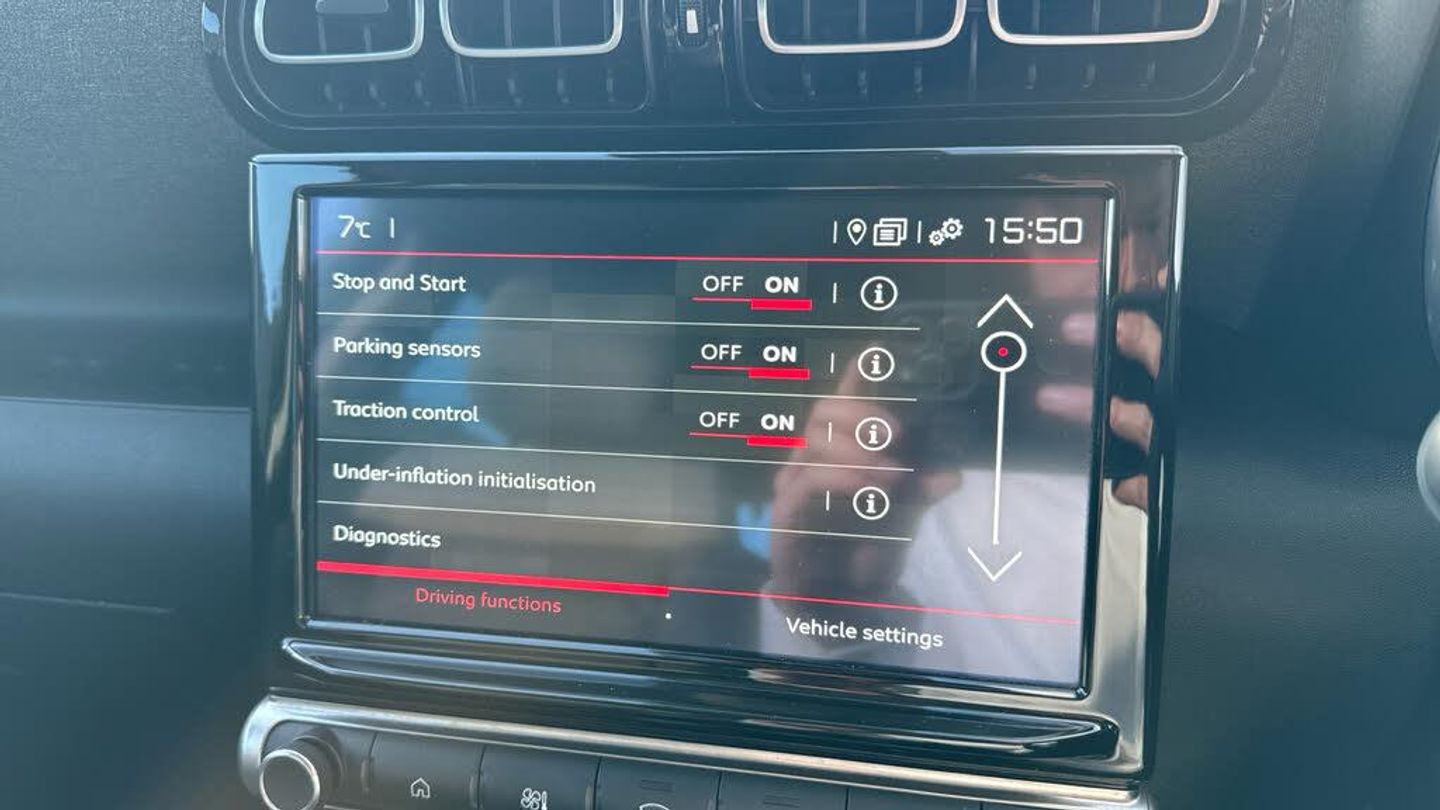 7°C
15:50
Stop and Start OFF ON
Parking sensors OFF ON
Traction control OFF ON
Under-inflation initialisation
Diagnostics
Driving functions
Vehicle settings